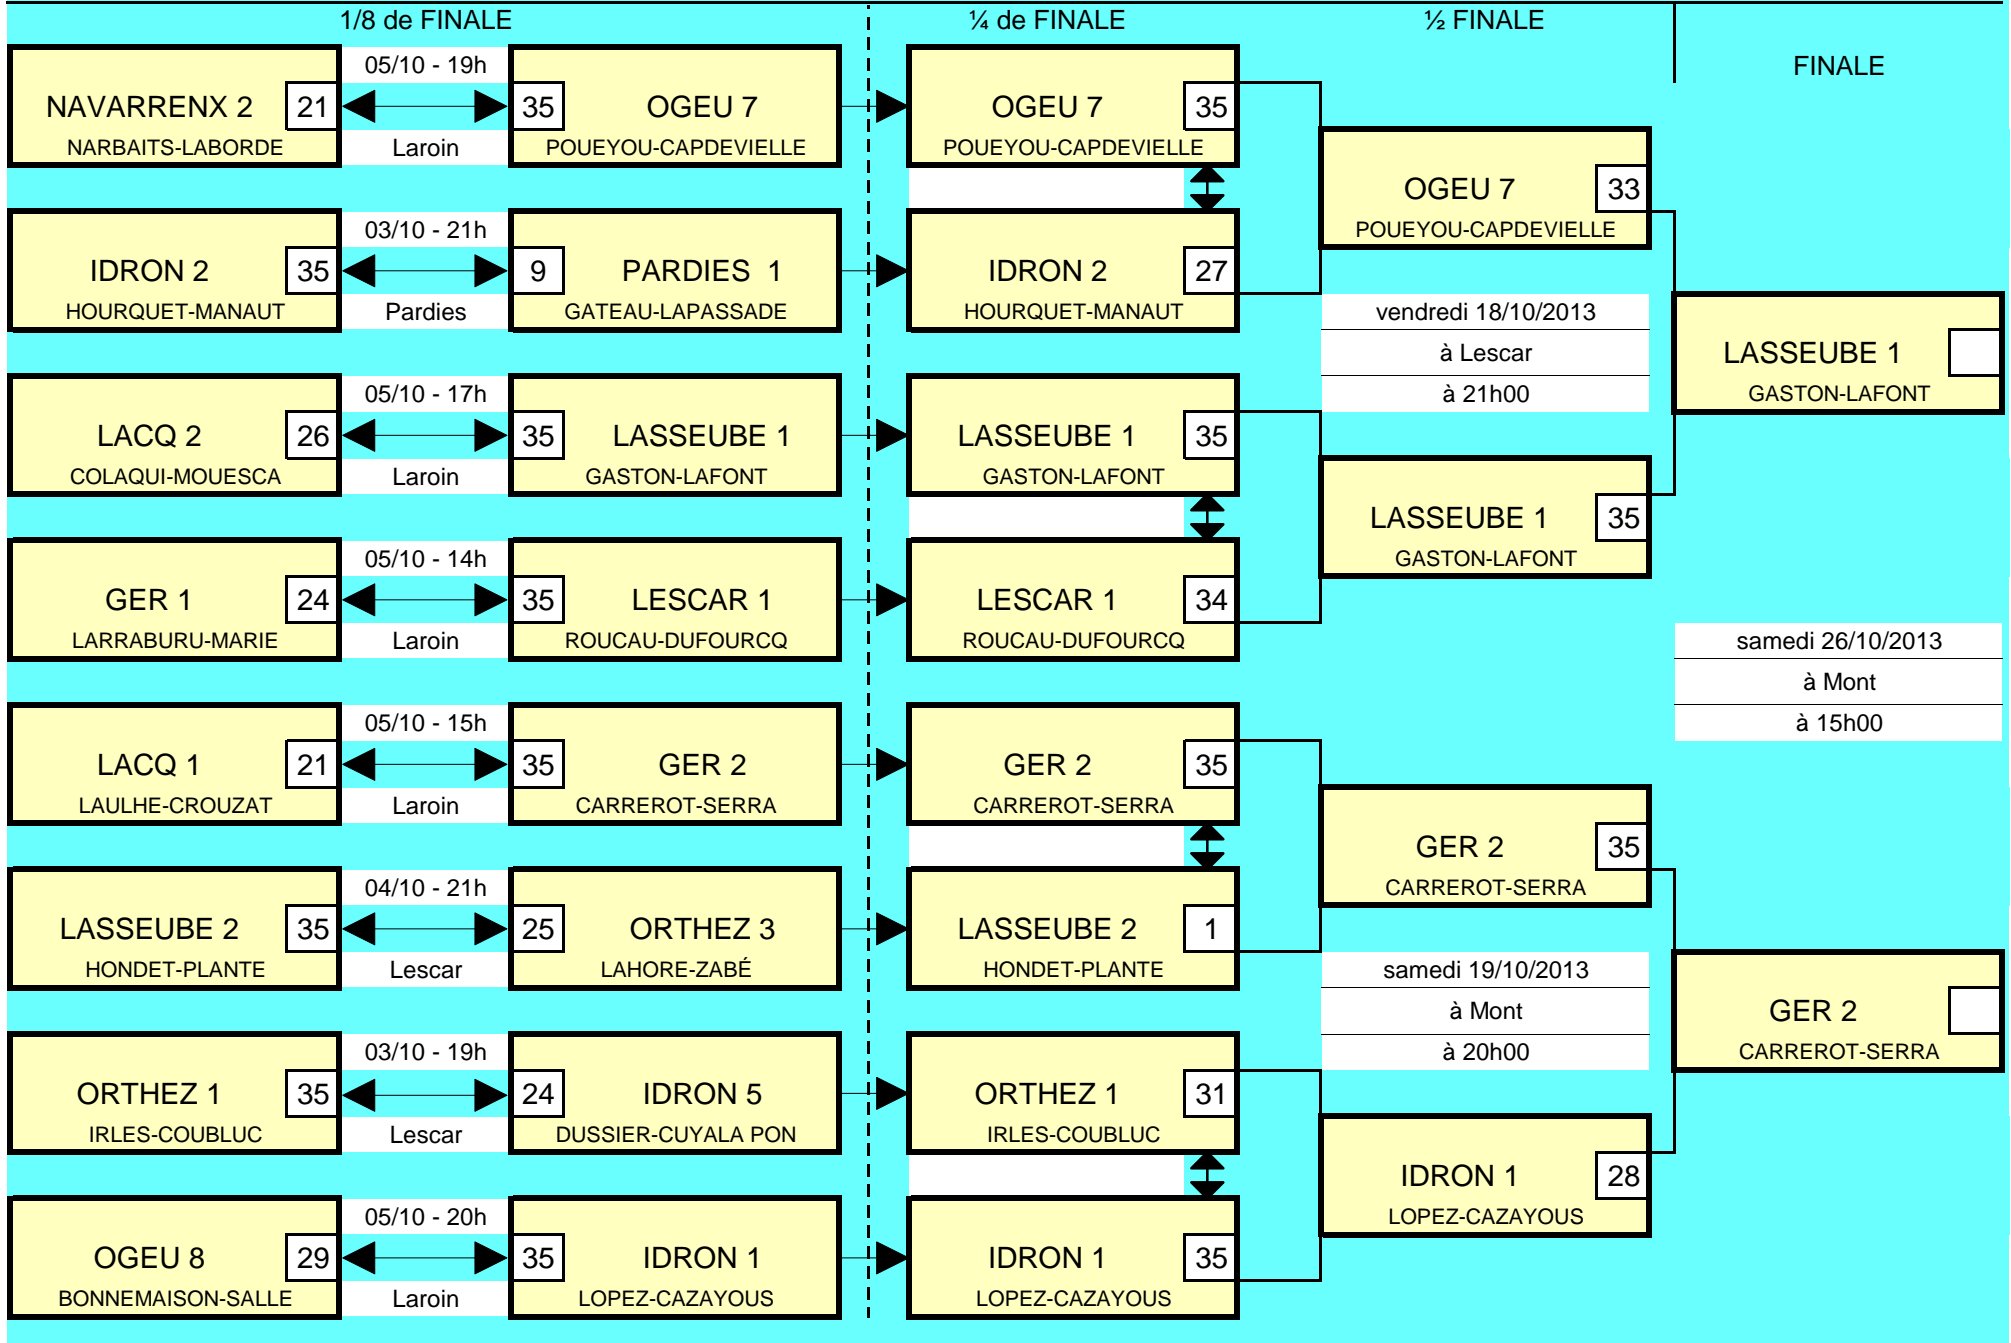 1/8 de FINALE
¼ de FINALE
½ FINALE
FINALE
NAVARRENX 2
21
NARBAITS-LABORDE
05/10 - 19h
Laroin
35
OGEU 7
POUEYOU-CAPDEVIELLE
IDRON 2
35
HOURQUET-MANAUT
03/10 - 21h
Pardies
9
PARDIES 1
GATEAU-LAPASSADE
LACQ 2
26
COLAQUI-MOUESCA
05/10 - 17h
Laroin
35
LASSEUBE 1
GASTON-LAFONT
GER 1
24
LARRABURU-MARIE
05/10 - 14h
Laroin
35
LESCAR 1
ROUCAU-DUFOURCQ
LACQ 1
21
LAULHE-CROUZAT
05/10 - 15h
Laroin
35
GER 2
CARREROT-SERRA
LASSEUBE 2
35
HONDET-PLANTE
04/10 - 21h
Lescar
25
ORTHEZ 3
LAHORE-ZABÉ
ORTHEZ 1
35
IRLES-COUBLUC
03/10 - 19h
Lescar
24
IDRON 5
DUSSIER-CUYALA PON
OGEU 8
29
BONNEMAISON-SALLE
05/10 - 20h
Laroin
35
IDRON 1
LOPEZ-CAZAYOUS
OGEU 7
35
POUEYOU-CAPDEVIELLE
IDRON 2
27
HOURQUET-MANAUT
LASSEUBE 1
35
GASTON-LAFONT
LESCAR 1
34
ROUCAU-DUFOURCQ
GER 2
35
CARREROT-SERRA
LASSEUBE 2
1
HONDET-PLANTE
ORTHEZ 1
31
IRLES-COUBLUC
IDRON 1
35
LOPEZ-CAZAYOUS
OGEU 7
33
POUEYOU-CAPDEVIELLE
vendredi 18/10/2013
à Lescar
à 21h00
LASSEUBE 1
35
GASTON-LAFONT
GER 2
35
CARREROT-SERRA
samedi 19/10/2013
à Mont
à 20h00
IDRON 1
28
LOPEZ-CAZAYOUS
LASSEUBE 1
GASTON-LAFONT
samedi 26/10/2013
à Mont
à 15h00
GER 2
CARREROT-SERRA